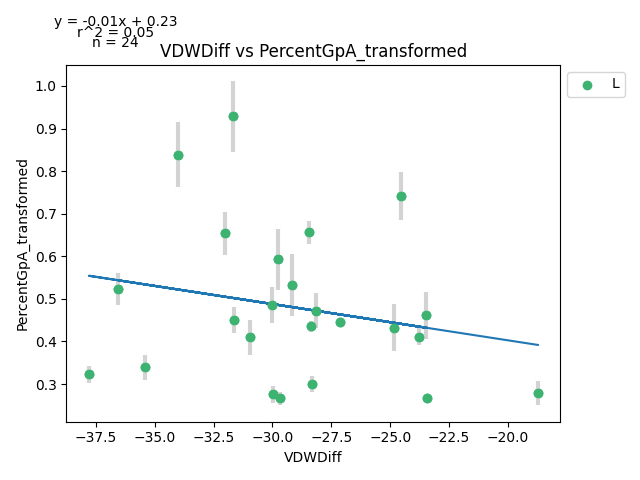 y = -0.01x + 0.23
r^2 = 0.05
n = 24
VDWDiff vs PercentGpA_transformed
L
PercentGpA_transformed
1.0
0.9
0.8
0.7
0.6
0.5
0.4
0.3
−37.5 −35.0 −32.5 −30.0 −27.5 −25.0 −22.5 −20.0
VDWDiff